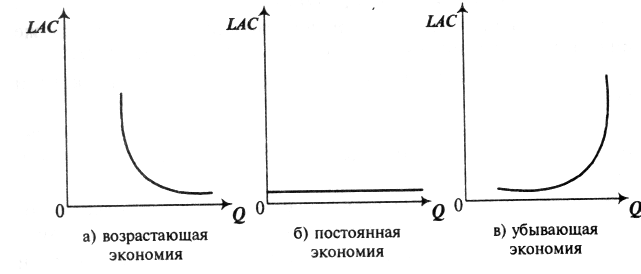 LAC
0
Q
а) возрастающая
экономия
LAC
0
Q
б) постоянная
экономия
LAC
0
Q
в) убывающая
экономия